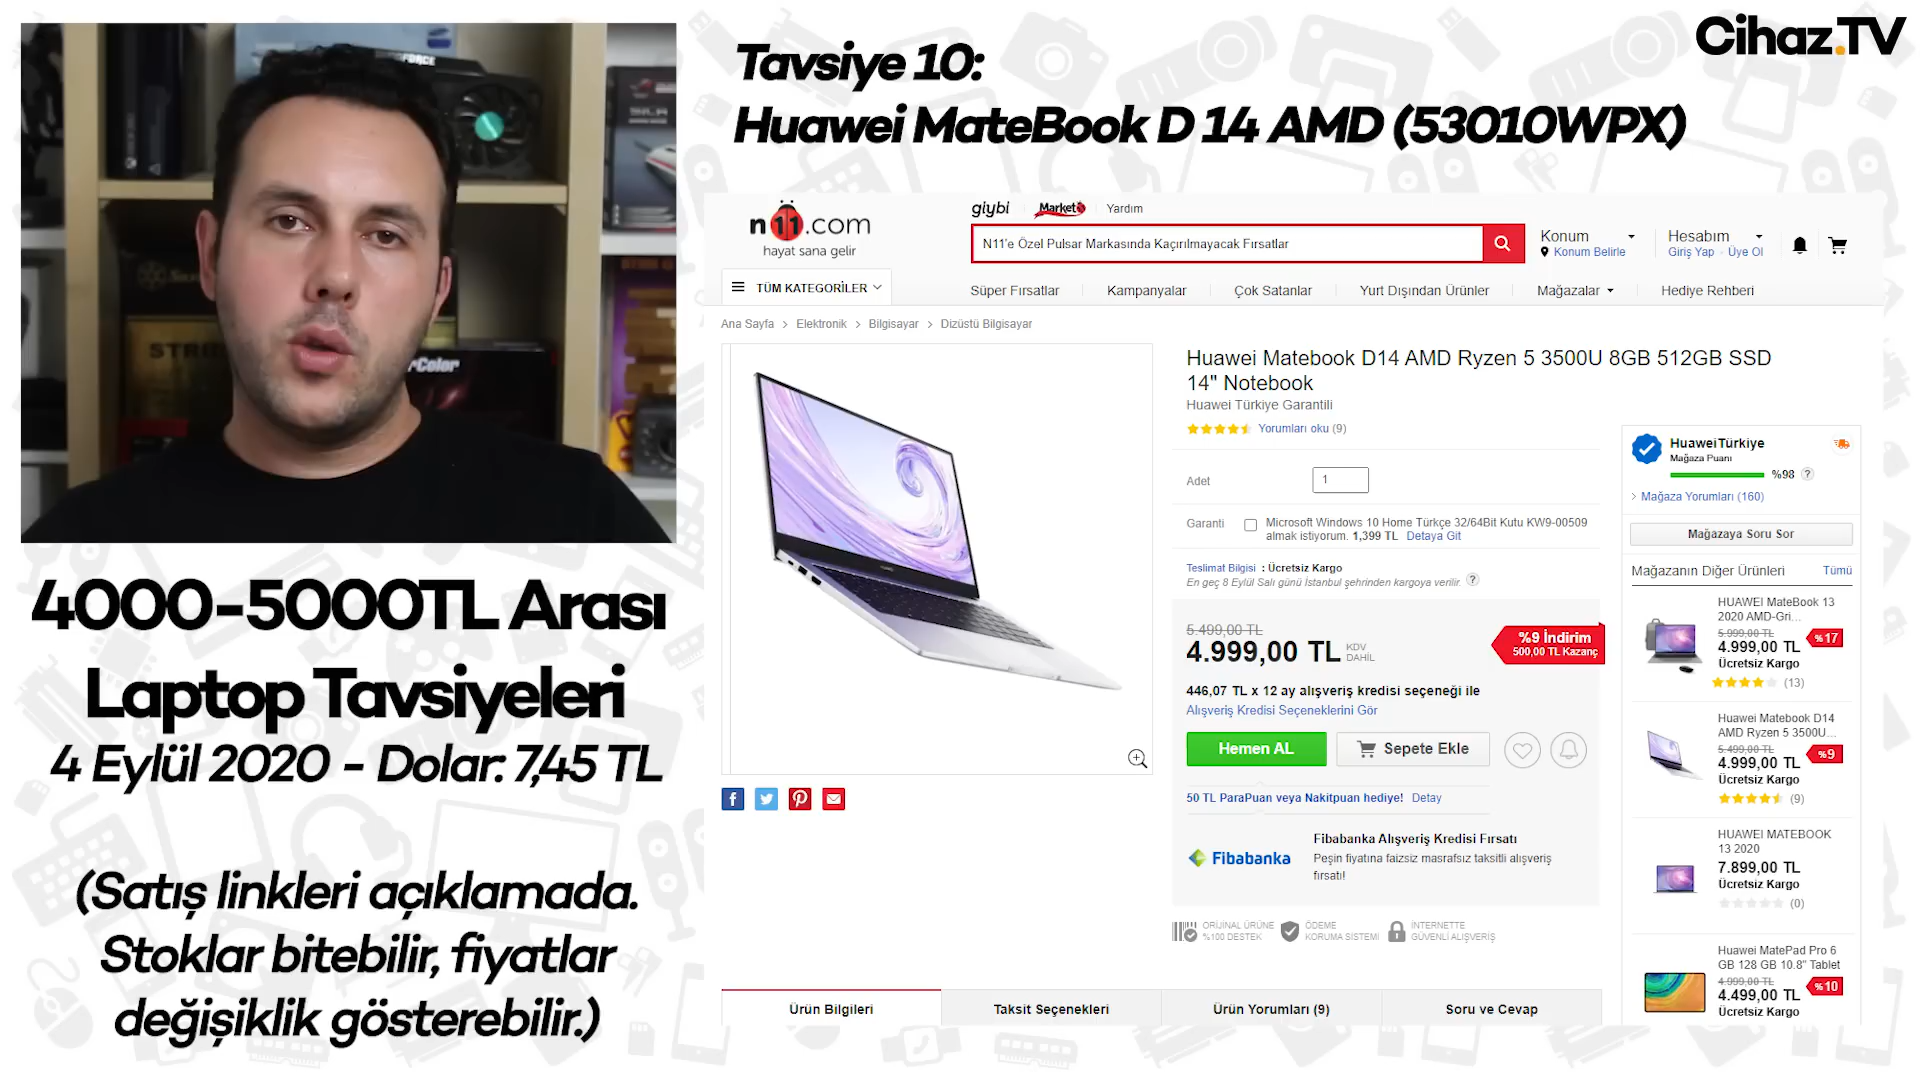 Cihaz.TV
Tavsiye 10:
Huawei MateBook D 14 AMD (53010WPX)
FORCE
STRI
rColor
4000-5000TL Arası
Laptop Tavsiyeleri
4 Eylül 2020 - Dolar: 7,45 TL
(Satış linkleri açıklamada.
Stoklar bitebilir, fiyatlar
değişiklik gösterebilir.)
n11.com
hayat sana gelir
giybi
Market
Yardım
N11'e Özel Pulsar Markasında Kaçırılmayacak Fırsatlar
Konum
Konum Belirle
Hesabım
Giriş Yap - Üye Ol
TÜM KATEGORİLER
Süper Fırsatlar
Kampanyalar
Çok Satanlar
Yurt Dışından Ürünler
Mağazalar
Hediye Rehberi
Ana Sayfa > Elektronik > Bilgisayar > Dizüstü Bilgisayar
Huawei Matebook D14 AMD Ryzen 5 3500U 8GB 512GB SSD
14" Notebook
Huawei Türkiye Garantili
Yorumları oku (9)
Adet
1
Garanti
Microsoft Windows 10 Home Türkçe 32/64Bit Kutu KW9-00509
almak istiyorum. 1,399 TL Detaya Git
Teslimat Bilgisi : Ücretsiz Kargo
En geç 8 Eylül Salı günü İstanbul şehrinden kargoya verilir. ?
5.499,00 TL
4.999,00 TL KDV
DAHİL
%9 İndirim
500,00 TL Kazanç
446,07 TL x 12 ay alışveriş kredisi seçeneği ile
Alışveriş Kredisi Seçeneklerini Gör
Hemen AL
Sepete Ekle
50 TL ParaPuan veya Nakitpuan hediye! Detay
Fibabanka
Fibabanka Alışveriş Kredisi Fırsatı
Peşin fiyatına faizsiz masrafsız taksitli alışveriş
fırsatı!
ORİJİNAL ÜRÜNE
%100 DESTEK
ÖDEME
KORUMA SİSTEMİ
İNTERNETTE
GÜVENLİ ALIŞVERİŞ
Ürün Bilgileri
Taksit Seçenekleri
Ürün Yorumları (9)
Soru ve Cevap
HuaweiTürkiye
Mağaza Puanı
%98 ?
Mağaza Yorumları (160)
Mağazaya Soru Sor
Mağazanın Diğer Ürünleri
Tümü
HUAWEI MateBook 13
2020 AMD-Gri...
5.999,00 TL
4.999,00 TL
%17
Ücretsiz Kargo
(13)
Huawei Matebook D14
AMD Ryzen 5 3500U...
5.499,00 TL
4.999,00 TL
%9
Ücretsiz Kargo
(9)
HUAWEI MATEBOOK
13 2020
7.899,00 TL
Ücretsiz Kargo
(0)
Huawei MatePad Pro 6
GB 128 GB 10.8" Tablet
4.999,00 TL
4.499,00 TL
%10
Ücretsiz Kargo